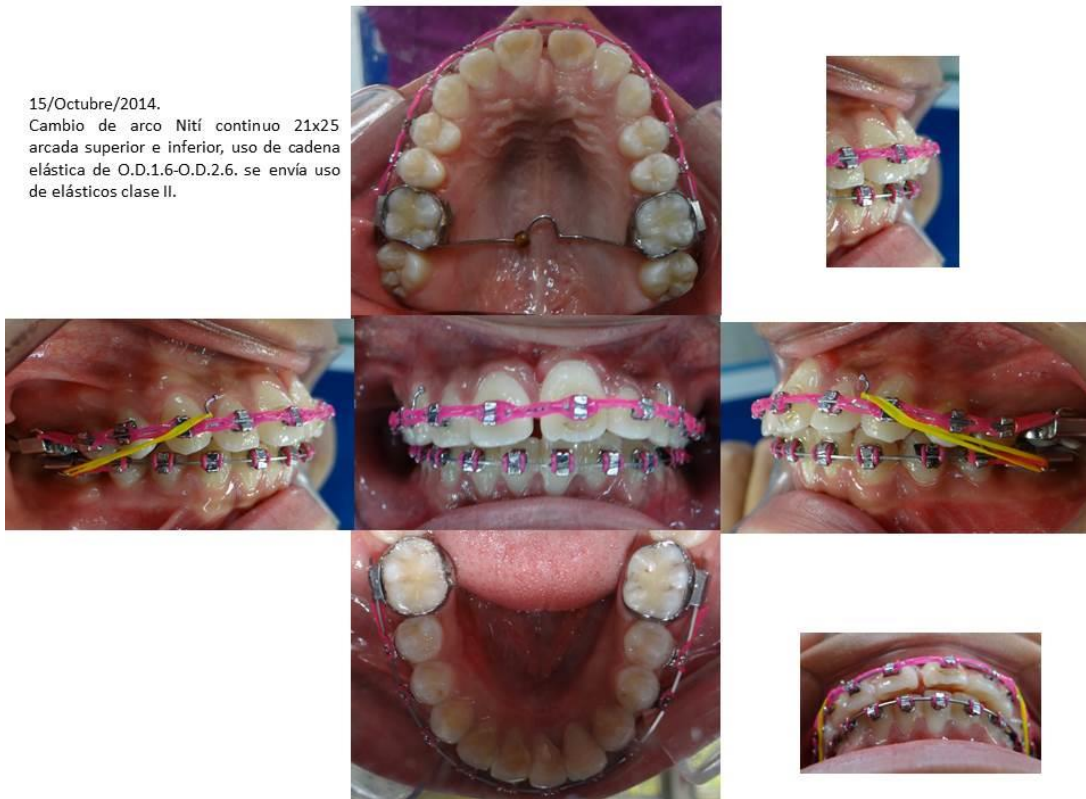 15/Octubre/2014.
Cambio de arco Nití continuo 21x25
arcada superior e inferior, uso de cadena
elástica de O.D.1.6-O.D.2.6. se envía uso
de elásticos clase II.